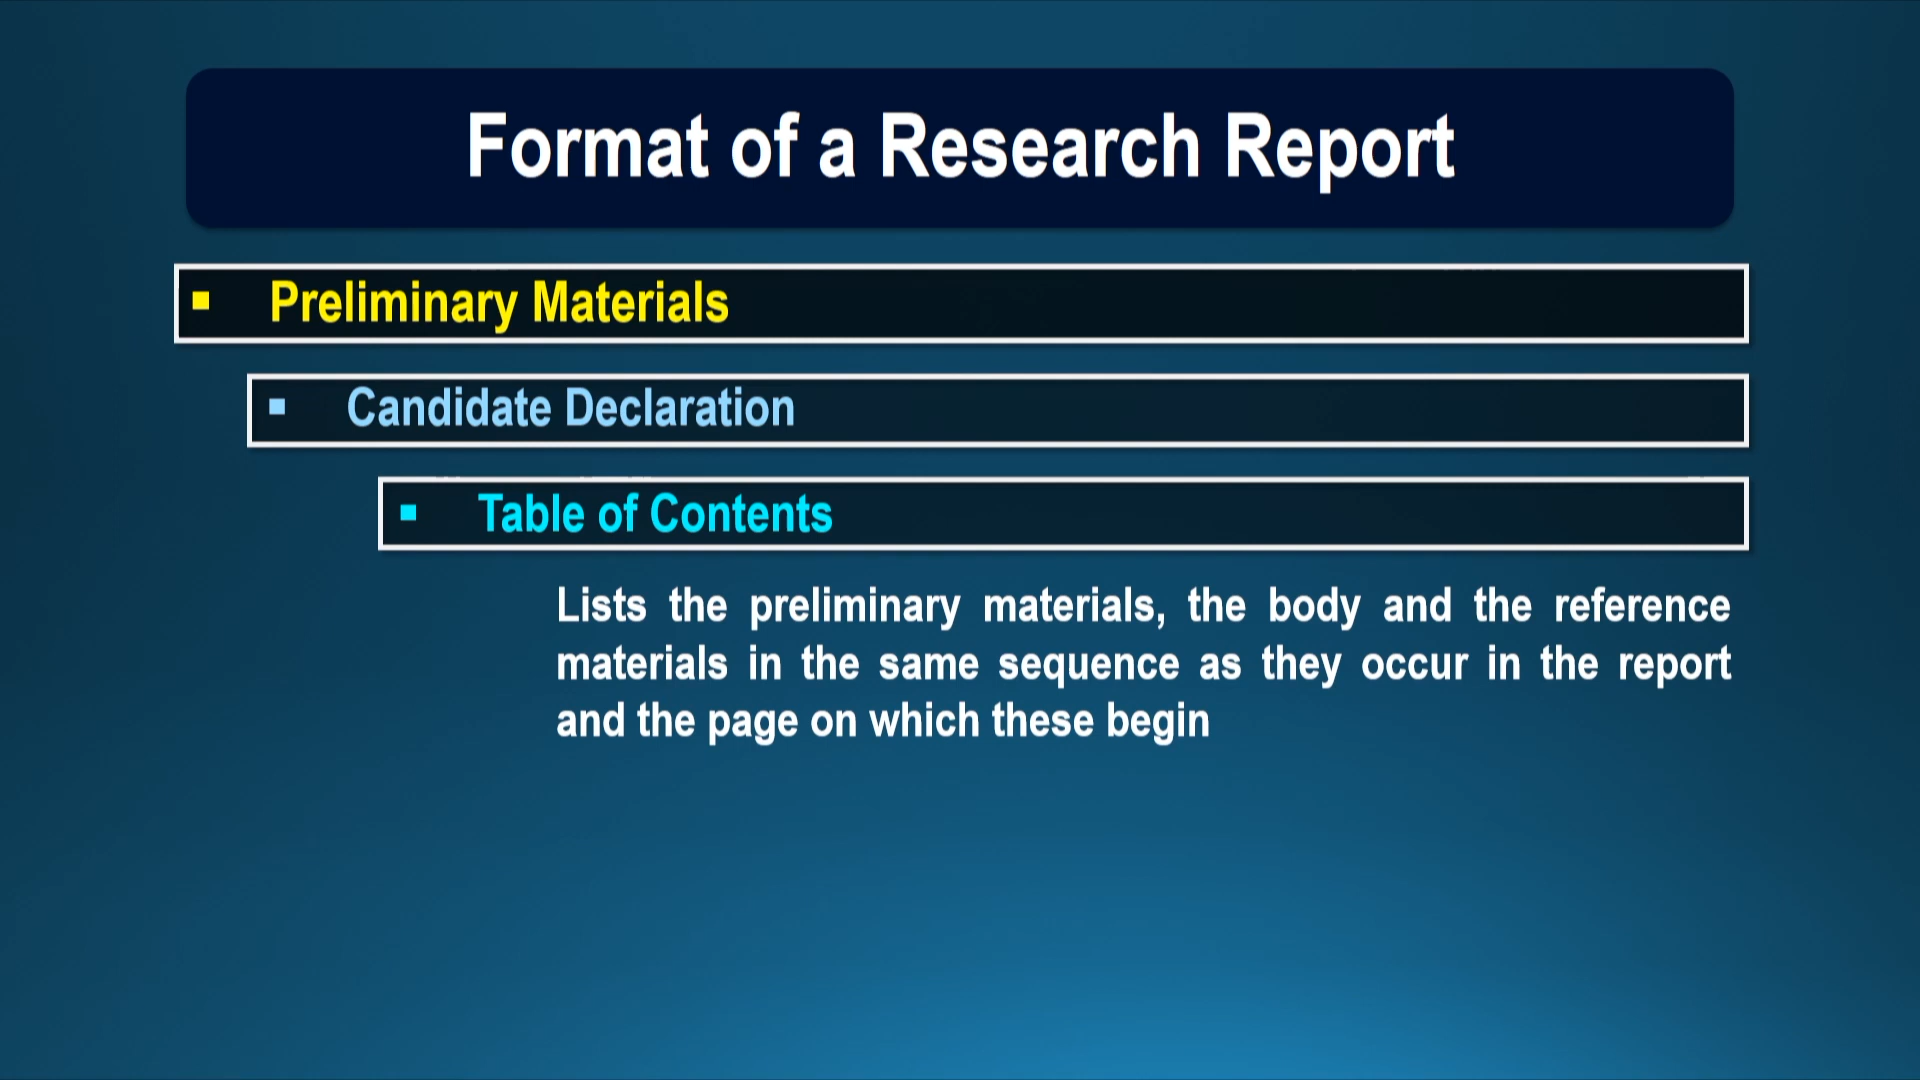 Format of a Research Report
▪ Preliminary Materials
▪ Candidate Declaration
▪ Table of Contents
Lists the preliminary materials, the body and the reference
materials in the same sequence as they occur in the report
and the page on which these begin